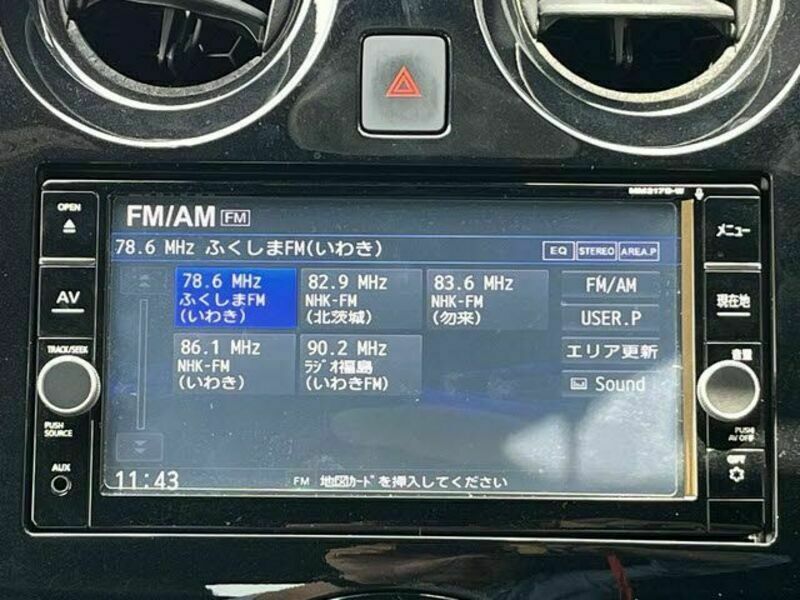 MM317D-W
OPEN
AV
TRACK/SEEK
PUSH
SOURCE
AUX
FM/AM FM
78.6 MHz ふくしまFM(いわき)
EQ STEREO AREA.P
78.6 MHz
ふくしまFM
(いわき)
82.9 MHz
NHK-FM
(北茨城)
83.6 MHz
NHK-FM
(勿来)
86.1 MHz
NHK-FM
(いわき)
90.2 MHz
ﾗｼﾞｵ福島
(いわきFM)
FM/AM
USER.P
エリア更新
Sound
11:43
FM 地図ｶｰﾄﾞを挿入してください
メニュー
現在地
音量
PUSH
AV OFF
OPT